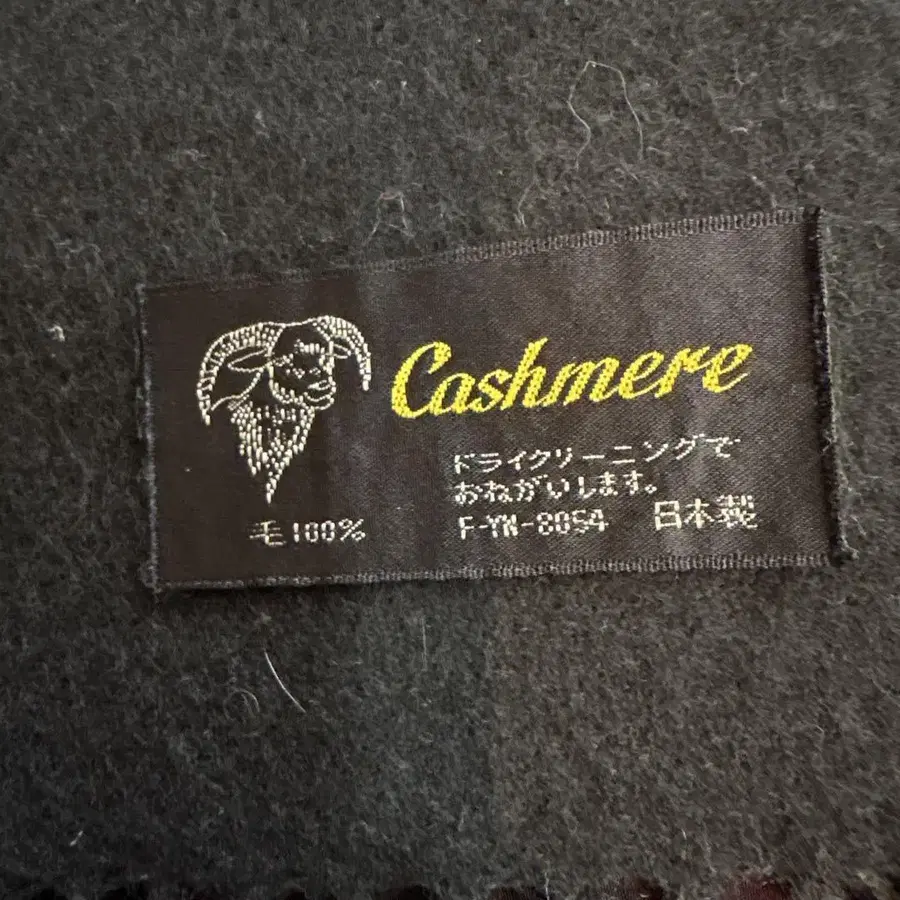 Cashmere
ドライクリーニングで
おねがいします。
毛100%
F-YN-8054 日本製